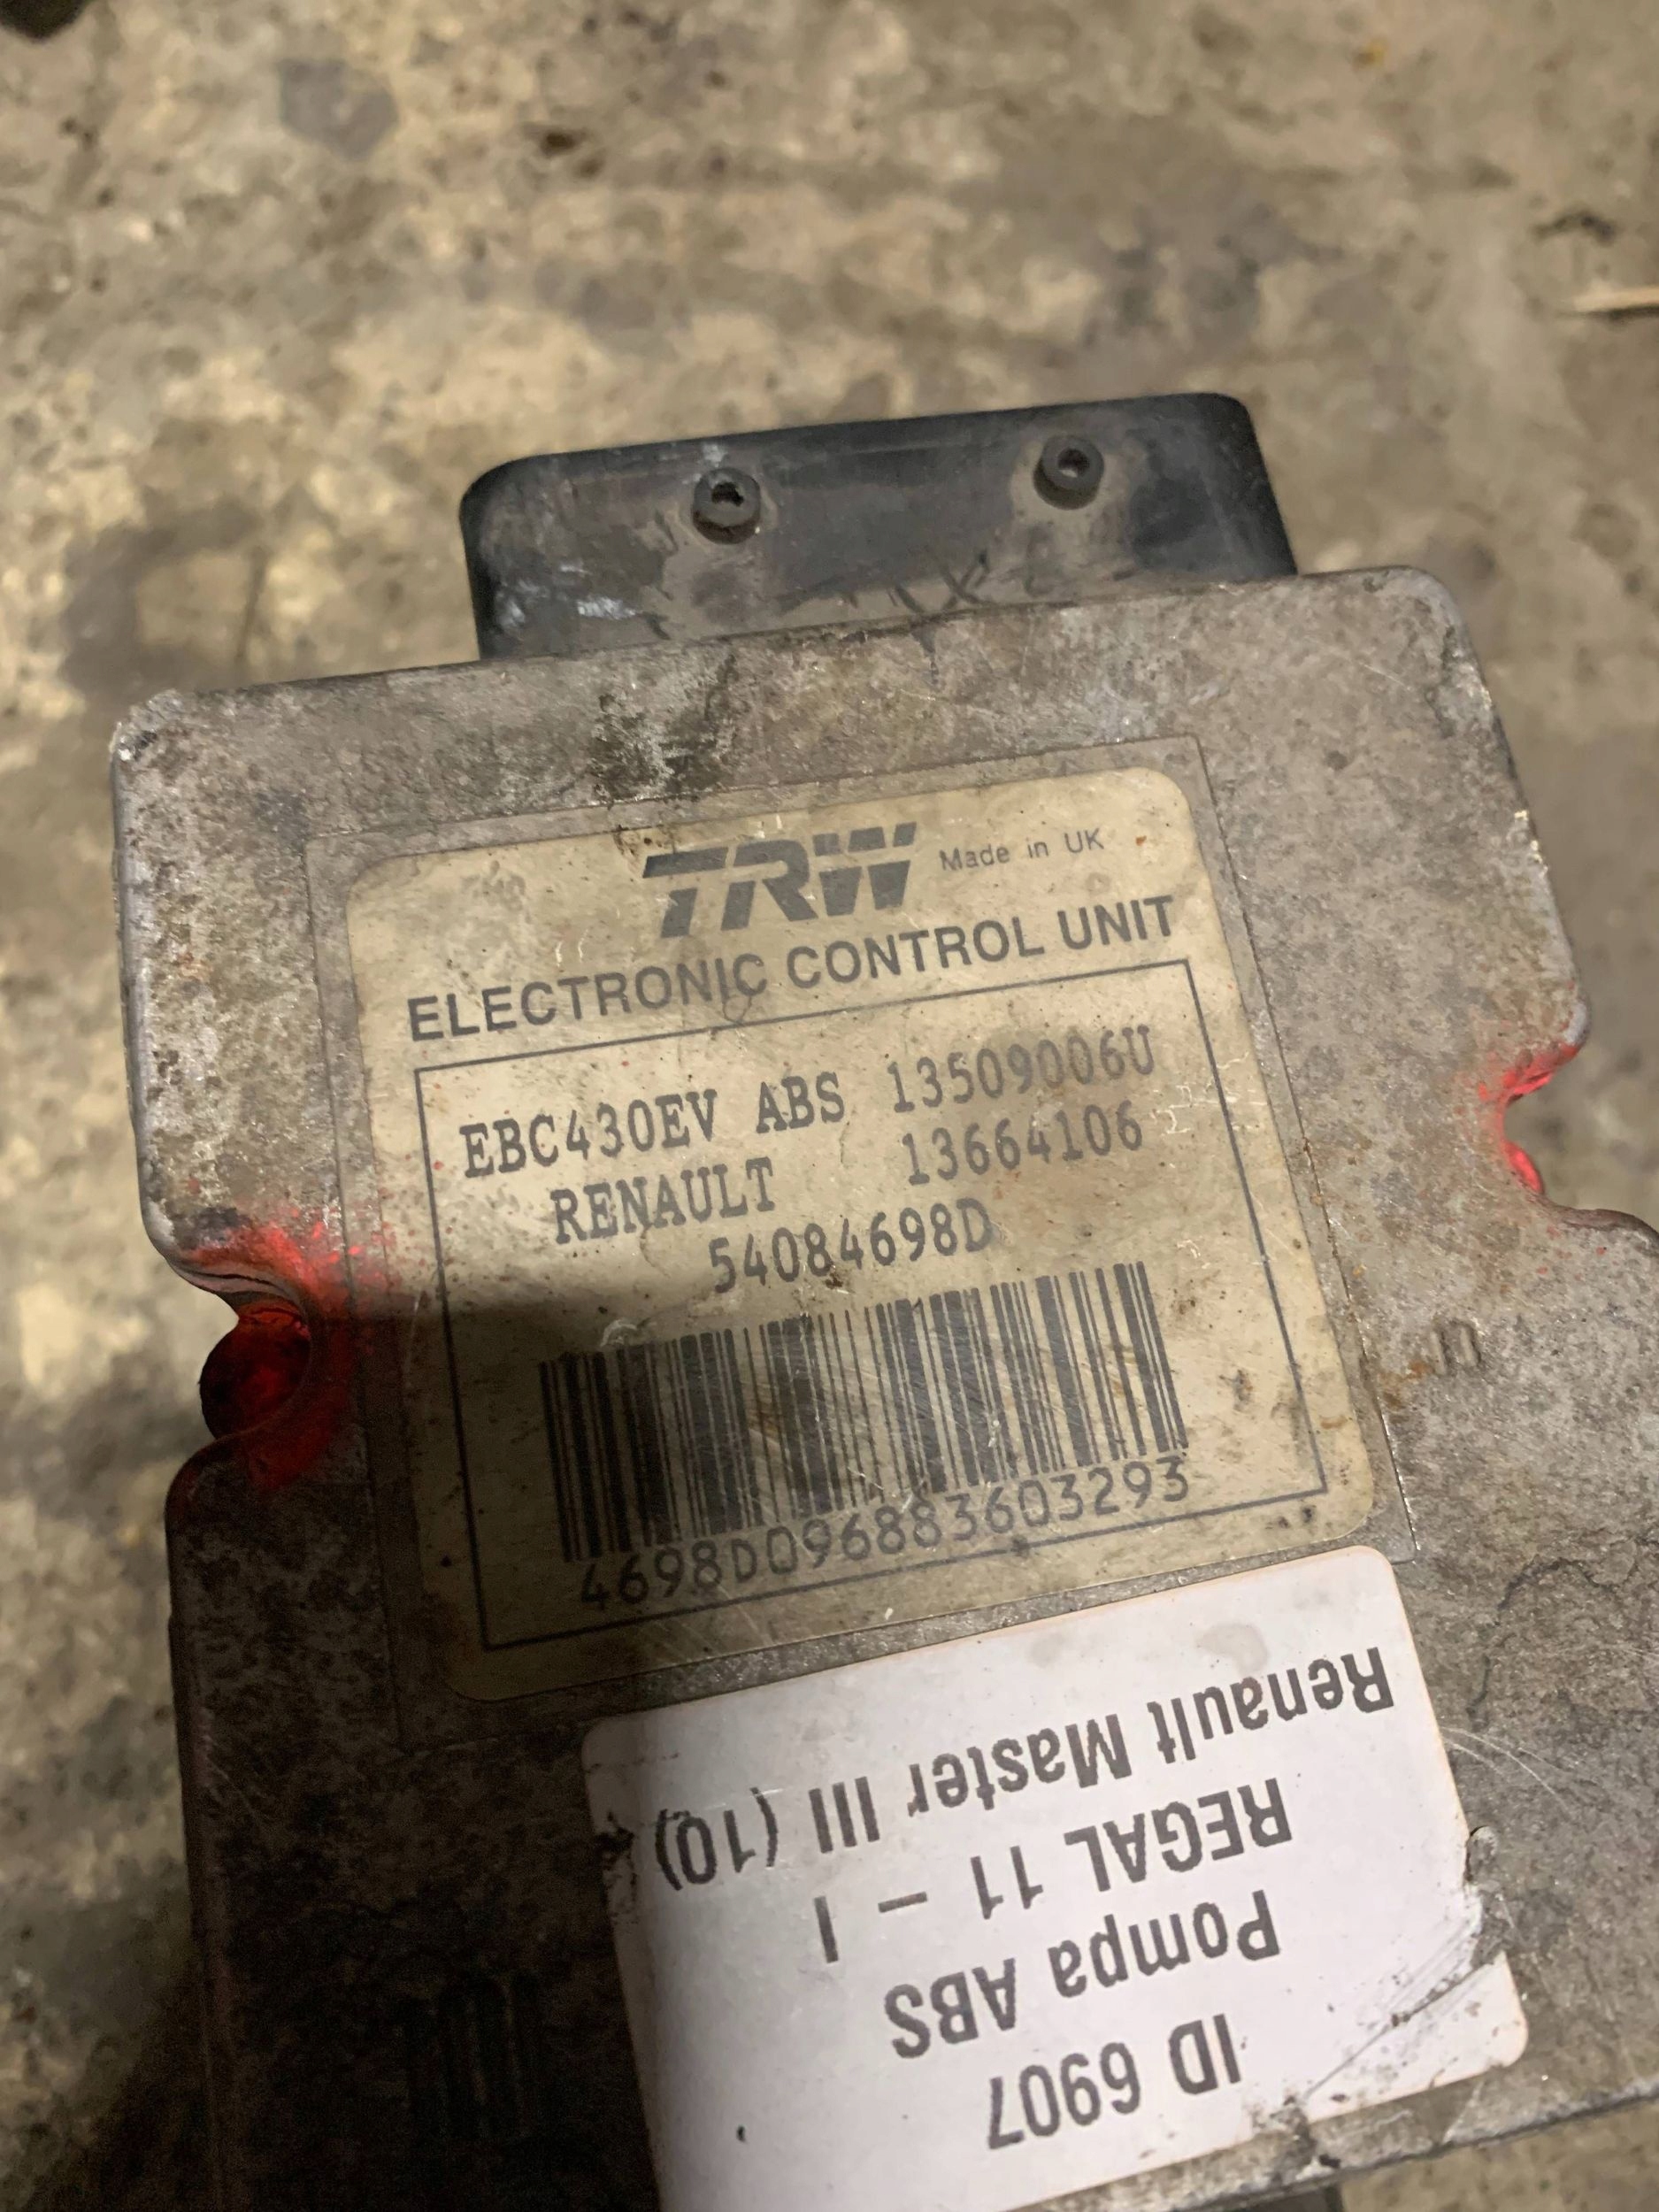 TRW Made in UK
ELECTRONIC CONTROL UNIT
EBC430EV ABS 13509006U
RENAULT 13664106
54084698D
4698D096883603293
ID 6907
Pompa ABS
REGAL 11 – I
Renault Master III (10)